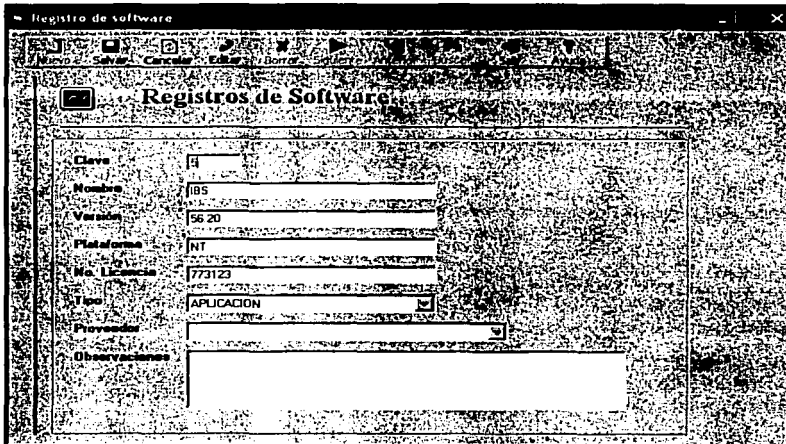 Registro de software
Nuevo Salvar Cancelar Editar Borrar
Registros de Software
Clave
Nombre IBS
Versión 56 20
Plataforma NT
No. Licencia 773123
Tipo APLICACION
Proveedor
Observaciones